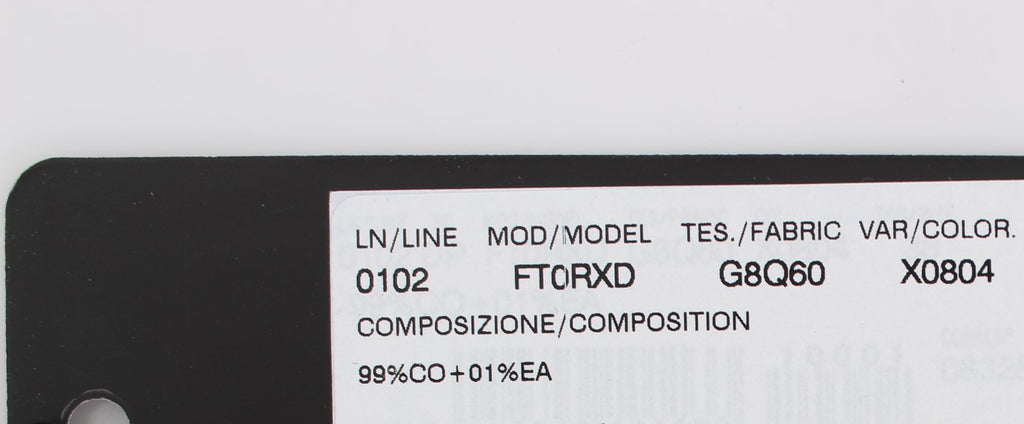 LN/LINE MOD/MODEL TES./FABRIC VAR/COLOR.
0102 FT0RXD G8Q60 X0804
COMPOSIZIONE/COMPOSITION
99%CO+01%EA